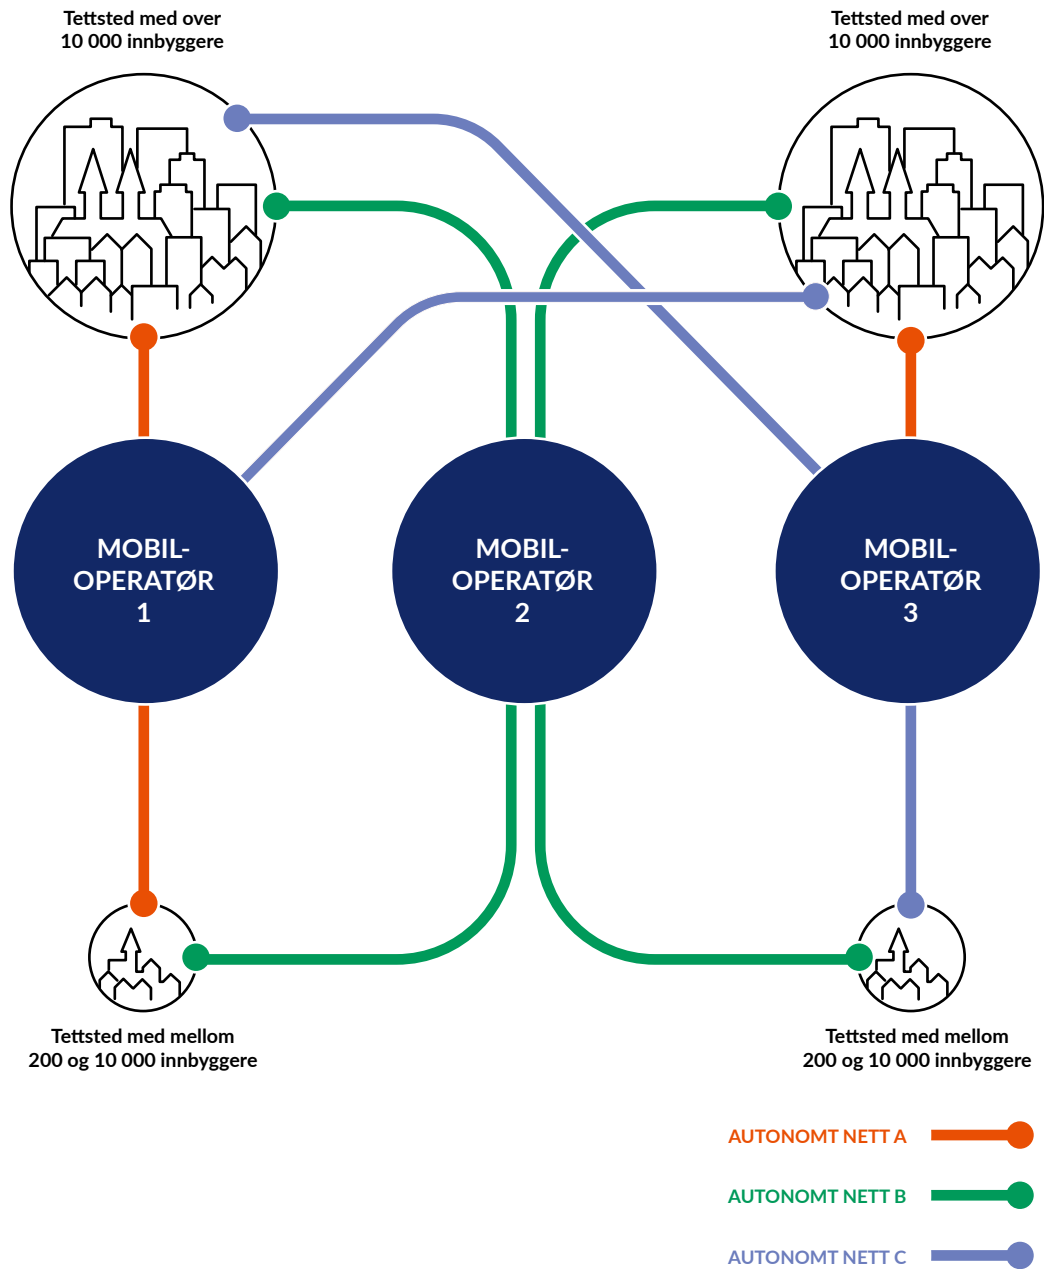 Tettsted med over
10 000 innbyggere
Tettsted med over
10 000 innbyggere
MOBIL-
OPERATØR
1
MOBIL-
OPERATØR
2
MOBIL-
OPERATØR
3
Tettsted med mellom
200 og 10 000 innbyggere
Tettsted med mellom
200 og 10 000 innbyggere
AUTONOMT NETT A
AUTONOMT NETT B
AUTONOMT NETT C